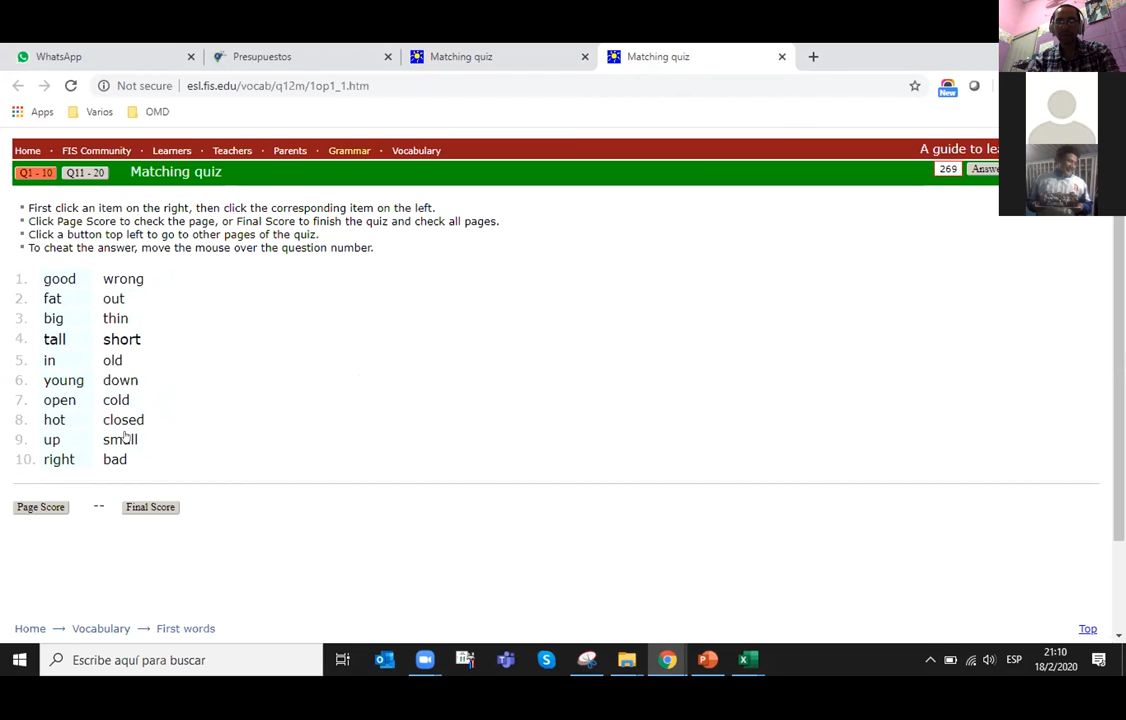 WhatsApp
Presupuestos
Matching quiz
Matching quiz
Not secure esl.fis.edu/vocab/q12m/1op1_1.htm
New
Apps Varios OMD
Home · FIS Community · Learners · Teachers · Parents · Grammar · Vocabulary
A guide to lea
Q1 - 10 Q11 - 20 Matching quiz 269 Answe
First click an item on the right, then click the corresponding item on the left.
Click Page Score to check the page, or Final Score to finish the quiz and check all pages.
Click a button top left to go to other pages of the quiz.
To cheat the answer, move the mouse over the question number.
1. good wrong
2. fat out
3. big thin
4. tall short
5. in old
6. young down
7. open cold
8. hot closed
9. up small
10. right bad
Page Score -- Final Score
Home → Vocabulary → First words
Top
Escribe aquí para buscar
ESP
21:10
18/2/2020